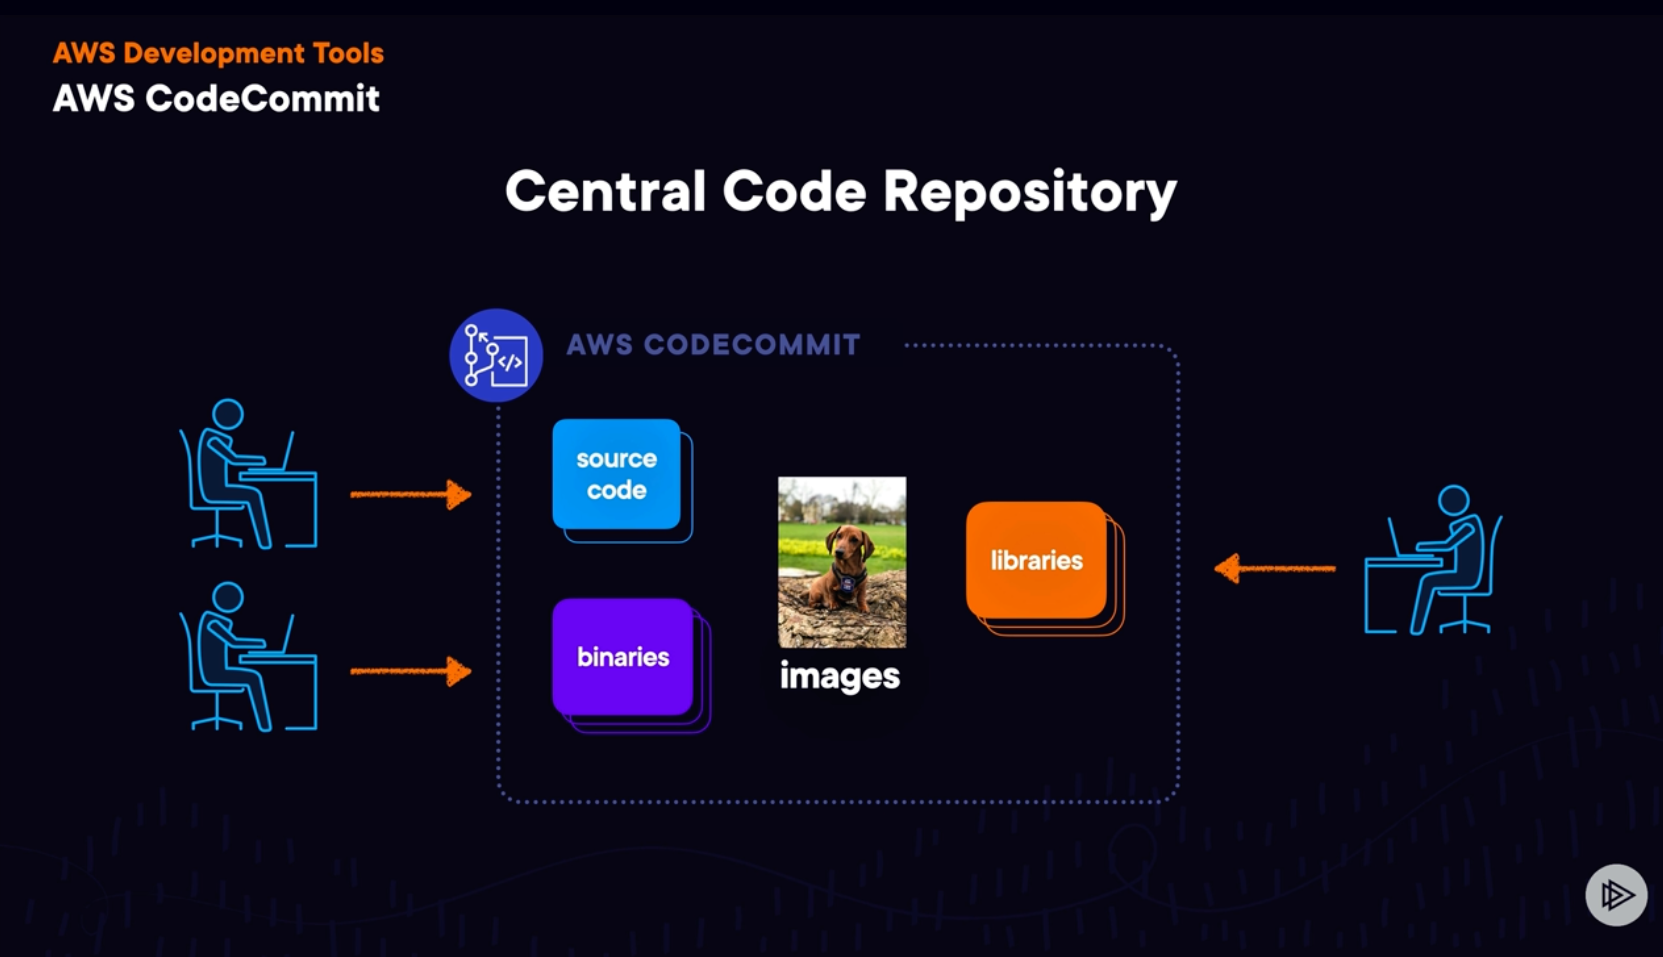 AWS Development Tools
AWS CodeCommit
Central Code Repository
AWS CODECOMMIT
source
code
binaries
images
libraries